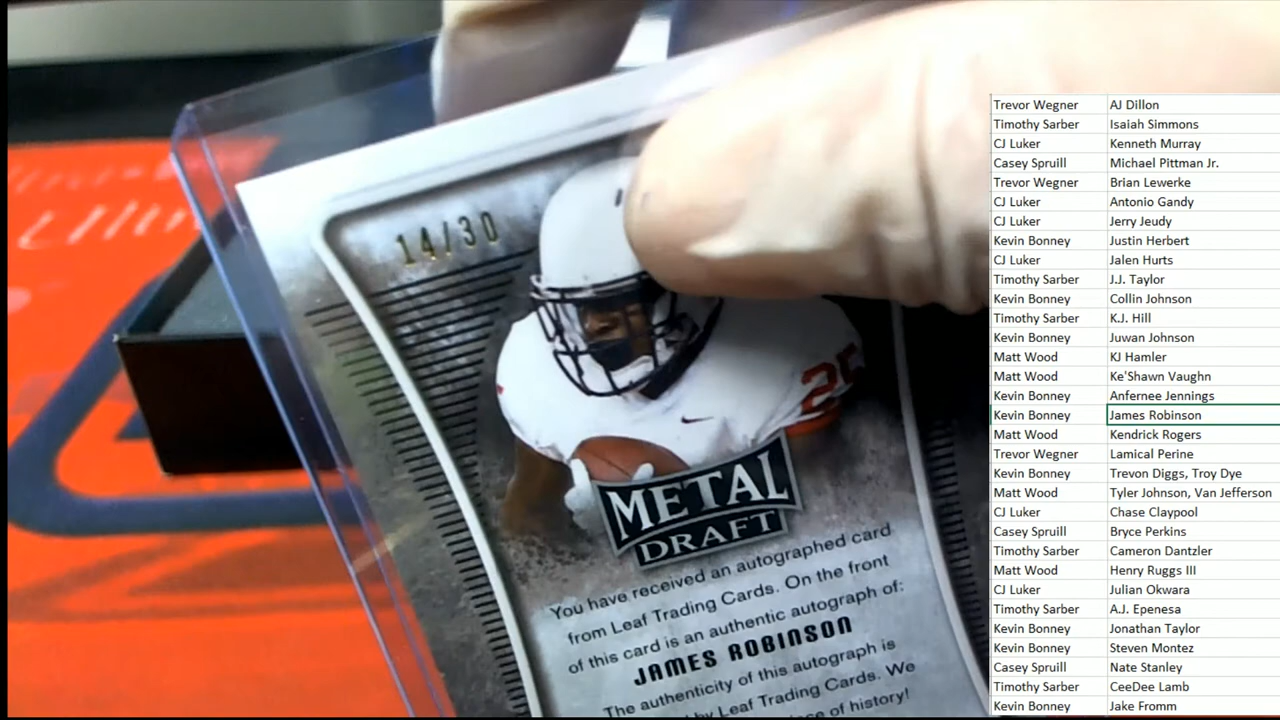 14/30
25
METAL
DRAFT
You have received an autographed card
from Leaf Trading Cards. On the front
of this card is an authentic autograph of:
JAMES ROBINSON
The authenticity of this autograph is
by Leaf Trading Cards. We
of history!
Trevor Wegner AJ Dillon
Timothy Sarber Isaiah Simmons
CJ Luker Kenneth Murray
Casey Spruill Michael Pittman Jr.
Trevor Wegner Brian Lewerke
CJ Luker Antonio Gandy
CJ Luker Jerry Jeudy
Kevin Bonney Justin Herbert
CJ Luker Jalen Hurts
Timothy Sarber J.J. Taylor
Kevin Bonney Collin Johnson
Timothy Sarber K.J. Hill
Kevin Bonney Juwan Johnson
Matt Wood KJ Hamler
Matt Wood Ke'Shawn Vaughn
Kevin Bonney Anfernee Jennings
Kevin Bonney James Robinson
Matt Wood Kendrick Rogers
Trevor Wegner Lamical Perine
Kevin Bonney Trevon Diggs, Troy Dye
Matt Wood Tyler Johnson, Van Jefferson
CJ Luker Chase Claypool
Casey Spruill Bryce Perkins
Timothy Sarber Cameron Dantzler
Matt Wood Henry Ruggs III
CJ Luker Julian Okwara
Timothy Sarber A.J. Epenesa
Kevin Bonney Jonathan Taylor
Kevin Bonney Steven Montez
Casey Spruill Nate Stanley
Timothy Sarber CeeDee Lamb
Kevin Bonney Jake Fromm